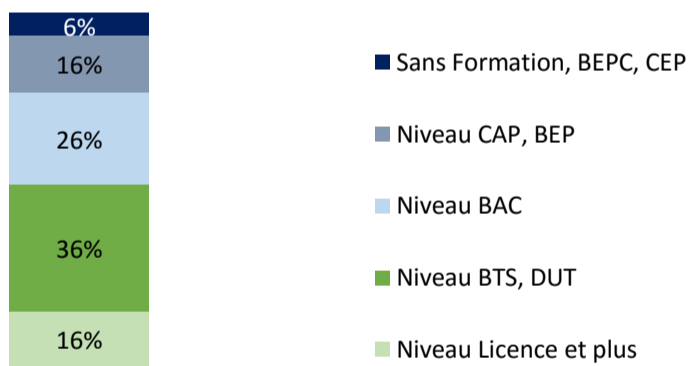 6%
16%
26%
36%
16%
Sans Formation, BEPC, CEP
Niveau CAP, BEP
Niveau BAC
Niveau BTS, DUT
Niveau Licence et plus